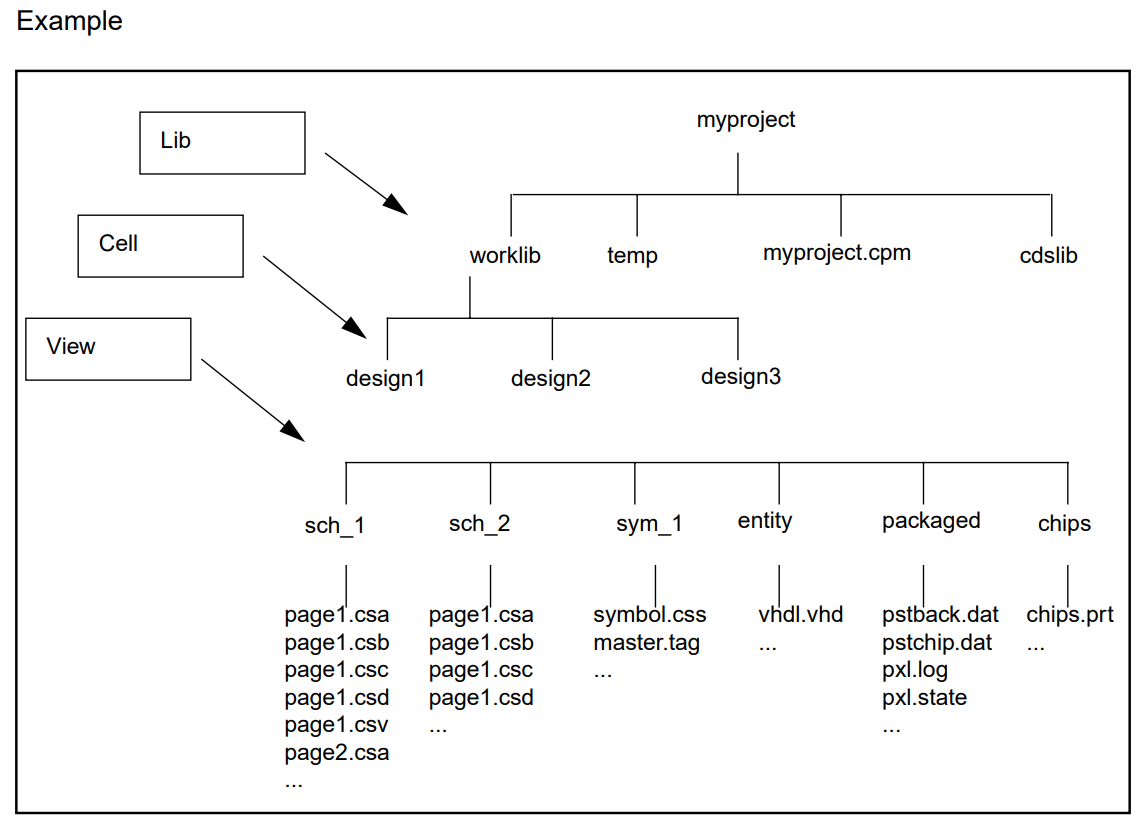 Example
Lib
myproject
Cell
worklib temp myproject.cpm cdslib
View
design1 design2 design3
sch_1 sch_2 sym_1 entity packaged chips
page1.csa page1.csa symbol.css vhdl.vhd pstback.dat chips.prt
page1.csb page1.csb master.tag ... pstchip.dat ...
page1.csc page1.csc ... pxl.log
page1.csd page1.csd pxl.state
page1.csv ... ...
page2.csa
...